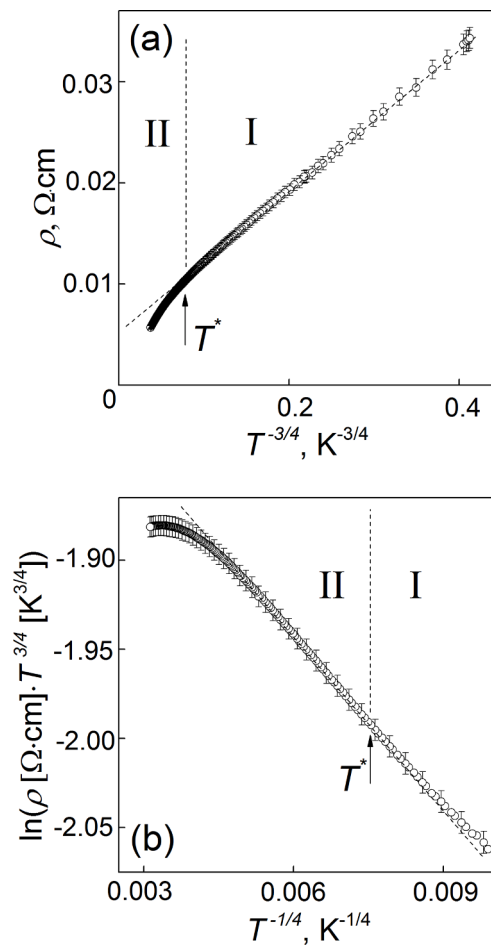 (a)
II I
0.03
0.02
0.01
0
ρ, Ω·cm
T*
0.2 0.4
T^-3/4, K^-3/4
-1.90
-1.95
-2.00
-2.05
ln(ρ [Ω·cm]·T^3/4 [K^3/4])
II I
T*
(b)
0.003 0.006 0.009
T^-1/4, K^-1/4